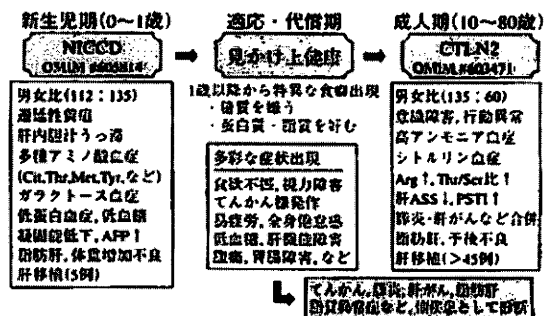 新生児期(0～1歳)
NICCD
OMIM #605814
男女比(112：135)
遷延性黄疸
肝内胆汁うっ滞
多種アミノ酸血症
(Cit,Thr,Met,Tyr,など)
ガラクトース血症
低蛋白血症, 低血糖
凝固能低下, AFP↑
脂肪肝, 体重増加不良
肝移植(5例)
適応・代償期
見かけ上健康
1歳以降から特異な食癖出現
・糖質を嫌う
・蛋白質・脂質を好む
多彩な症状出現
食欲不振, 視力障害
てんかん様発作
易疲労, 全身倦怠感
低血糖, 肝機能障害
腹痛, 胃腸障害, など
成人期(10～80歳)
CTLN2
OMIM #603471
男女比(135：60)
意識障害, 行動異常
高アンモニア血症
シトルリン血症
Arg↑, Thr/Ser比↑
肝ASS↓, PSTI↑
膵炎・肝がんなど合併
脂肪肝, 予後不良
肝移植(>45例)
てんかん, 膵炎, 肝がん, 脂肪肝
脂質異常症など, 他疾患として診断